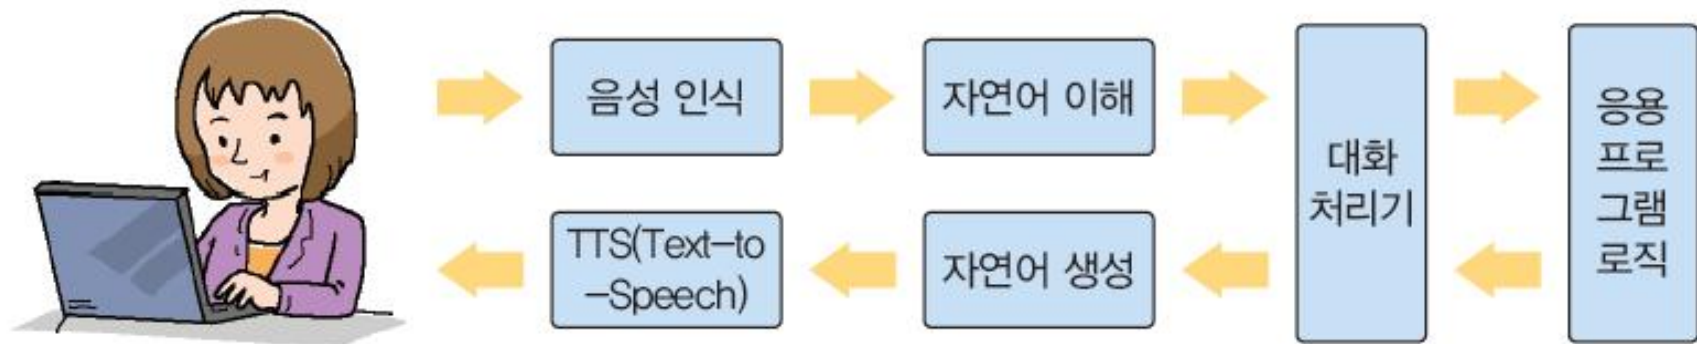 음성 인식
자연어 이해
대화
처리기
응용
프로
그램
로직
TTS(Text-to
-Speech)
자연어 생성